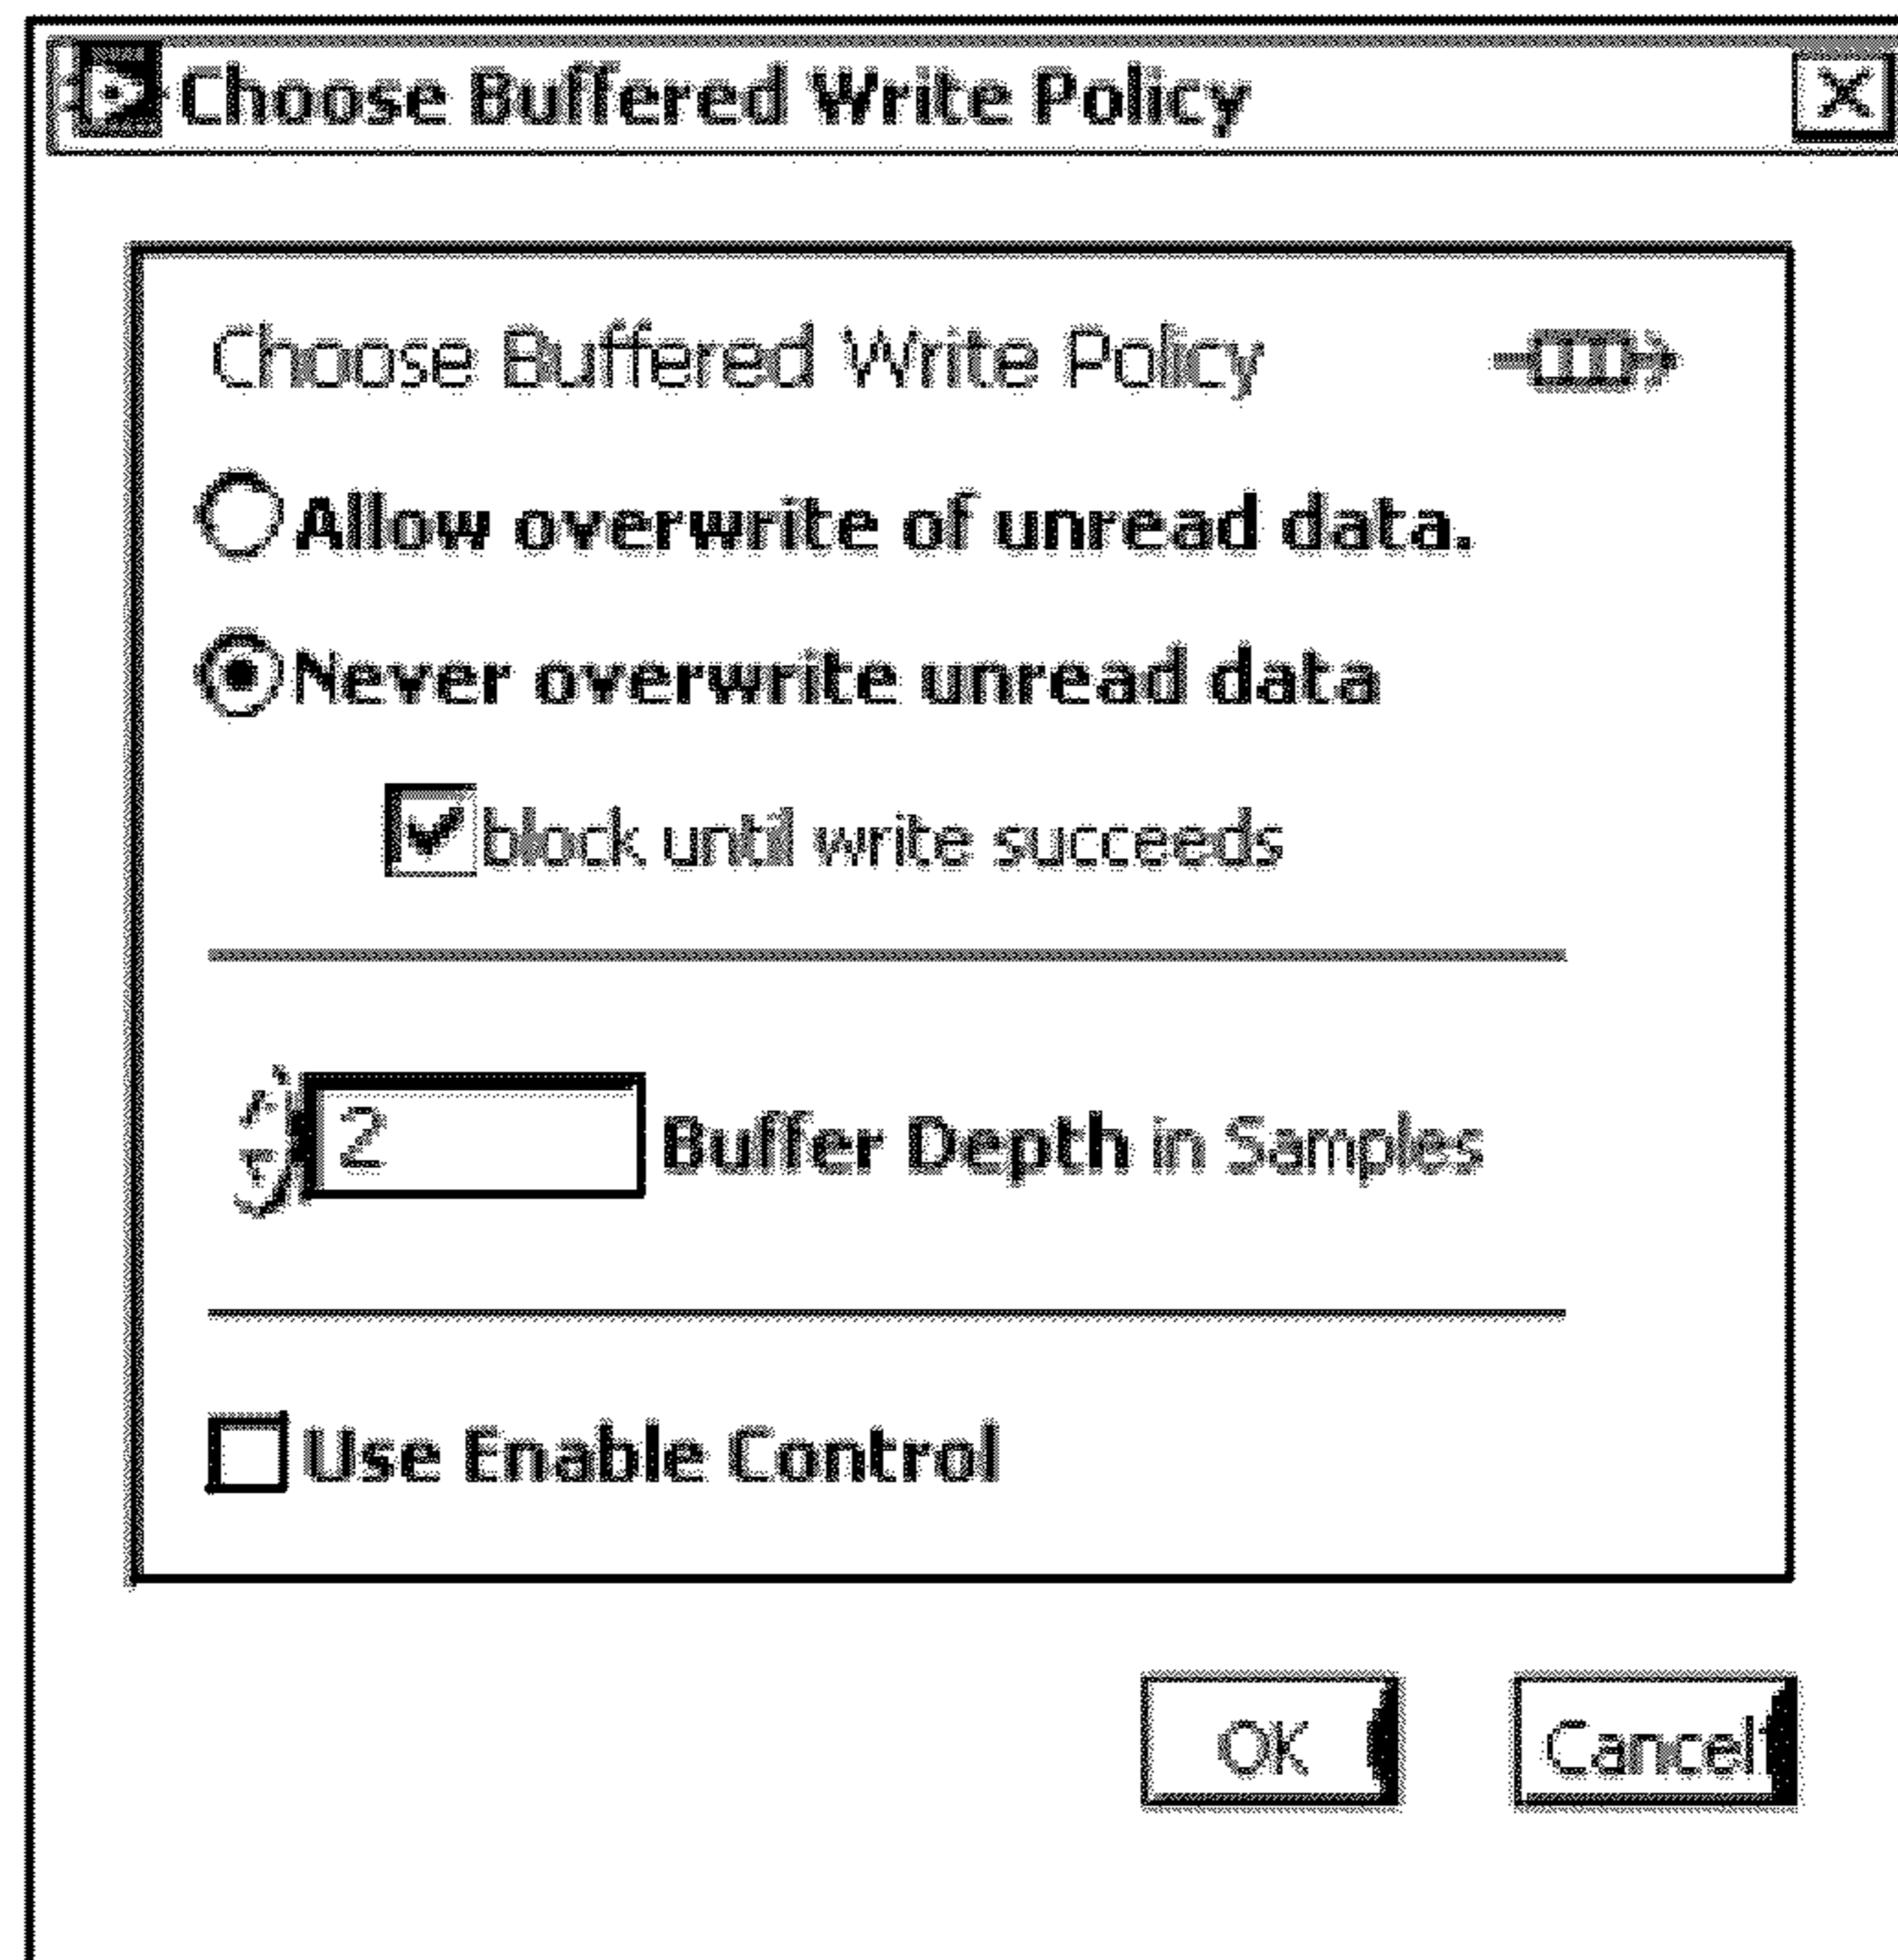 Choose Buffered Write Policy
Choose Buffered Write Policy
Allow overwrite of unread data.
Never overwrite unread data
block until write succeeds
2 Buffer Depth in Samples
Use Enable Control
OK Cancel